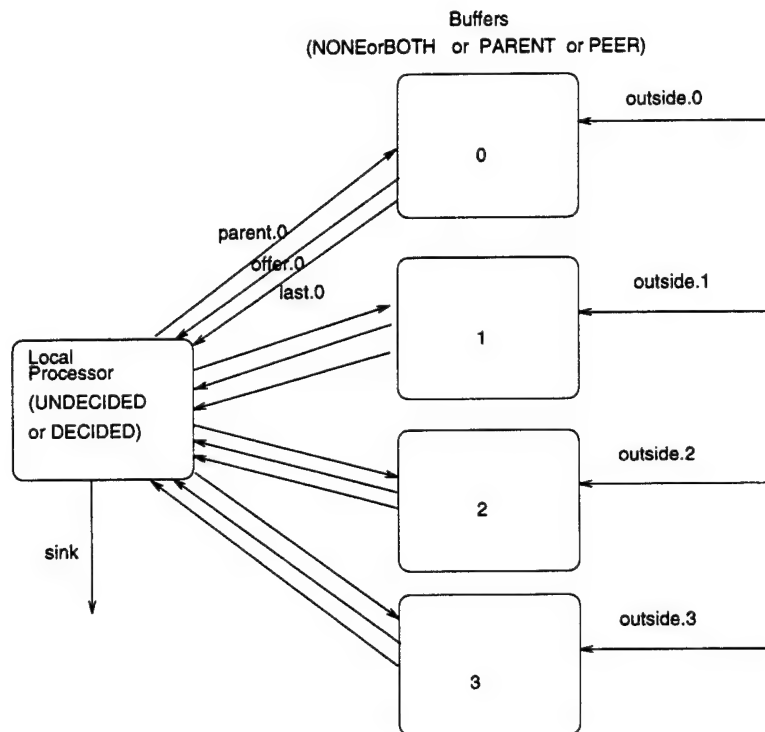 Buffers
(NONEorBOTH or PARENT or PEER)
outside.0
0
parent.0
offer.0
last.0
outside.1
1
Local
Processor
(UNDECIDED
or DECIDED)
outside.2
2
sink
outside.3
3